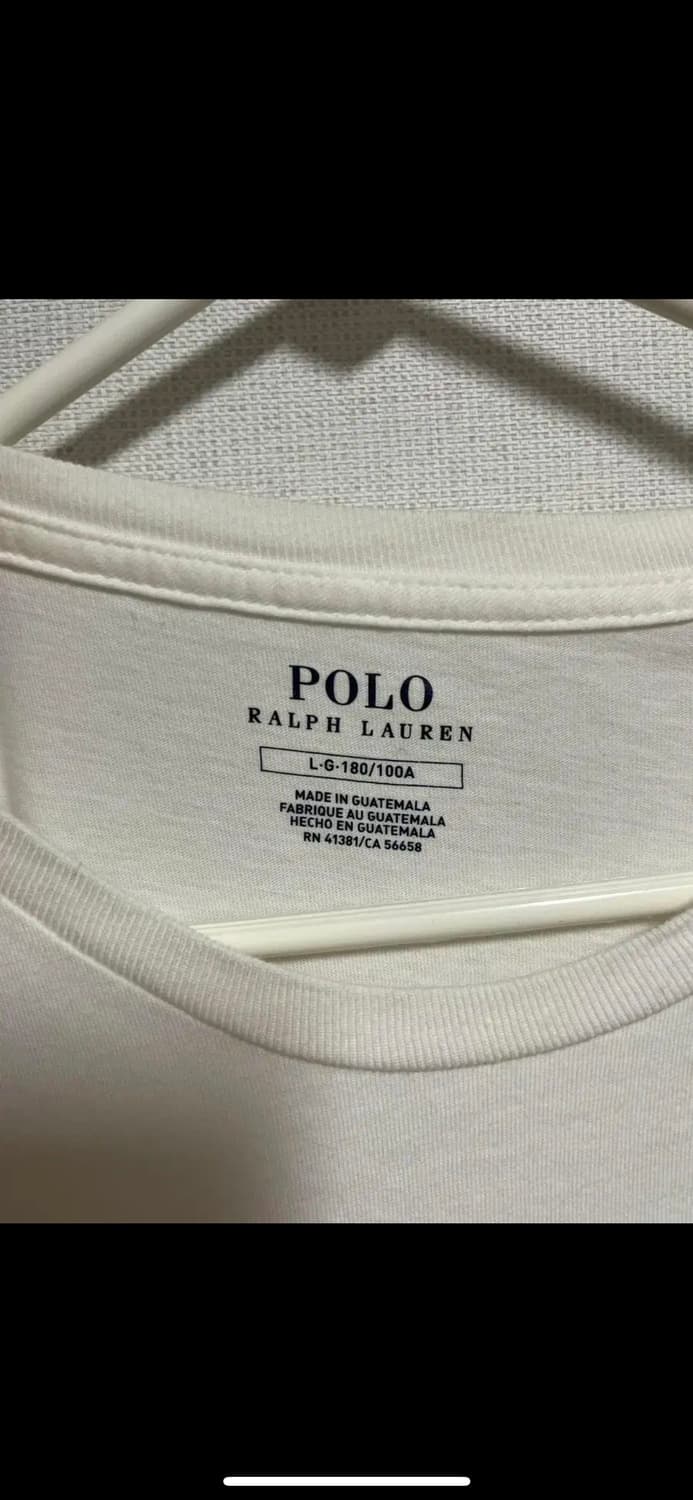 POLO
RALPH LAUREN
L·G·180/100A
MADE IN GUATEMALA
FABRIQUE AU GUATEMALA
HECHO EN GUATEMALA
RN 41381/CA 56658